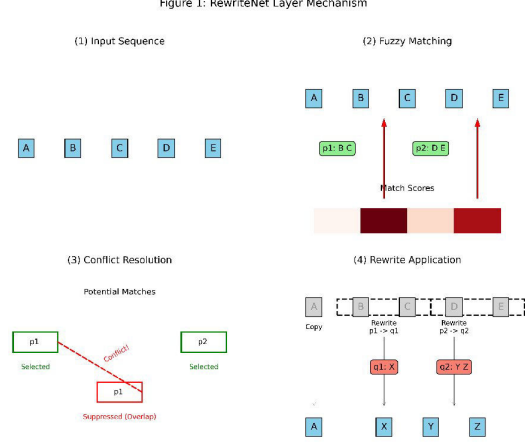 Figure 1: RewriteNet Layer Mechanism
(1) Input Sequence
A B C D E
(2) Fuzzy Matching
A B C D E
p1: B C p2: D E
Match Scores
(3) Conflict Resolution
Potential Matches
p1 p2
Selected Selected
Conflict!
p1
Suppressed (Overlap)
(4) Rewrite Application
A B C D E
Copy Rewrite Rewrite
p1 -> q1 p2 -> q2
q1: X q2: Y Z
A X Y Z